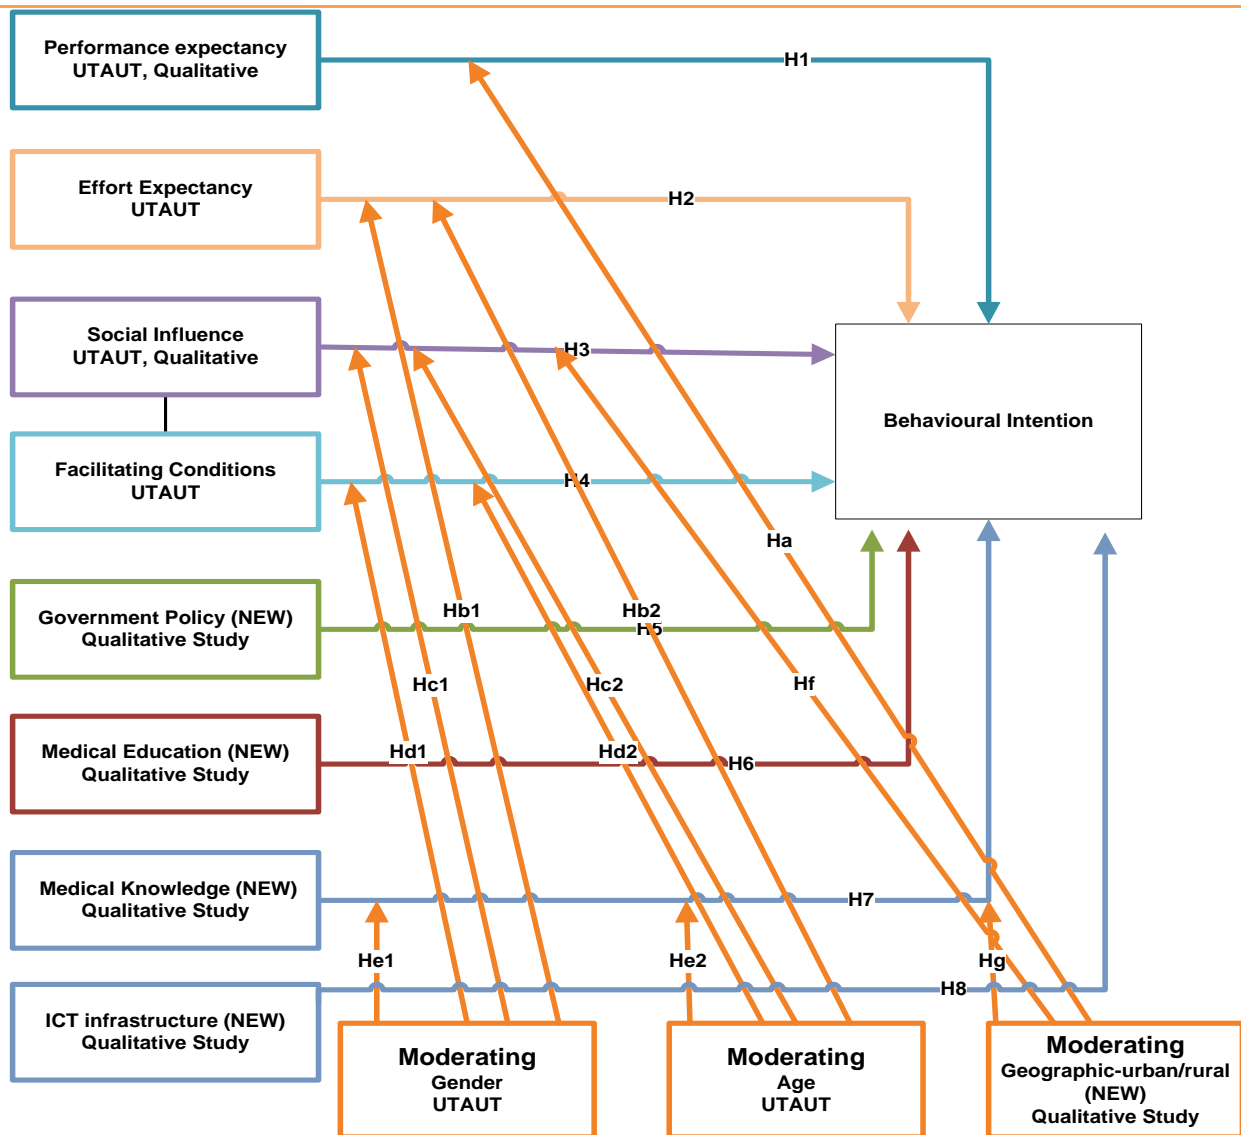 Performance expectancy
UTAUT, Qualitative
H1
Effort Expectancy
UTAUT
H2
Social Influence
UTAUT, Qualitative
H3
Behavioural Intention
Facilitating Conditions
UTAUT
H4
Ha
Government Policy (NEW)
Qualitative Study
Hb1
Hb2
H5
Hc1
Hc2
Hf
Medical Education (NEW)
Qualitative Study
Hd1
Hd2
H6
Medical Knowledge (NEW)
Qualitative Study
H7
He1
He2
Hg
H8
ICT infrastructure (NEW)
Qualitative Study
Moderating
Gender
UTAUT
Moderating
Age
UTAUT
Moderating
Geographic-urban/rural
(NEW)
Qualitative Study